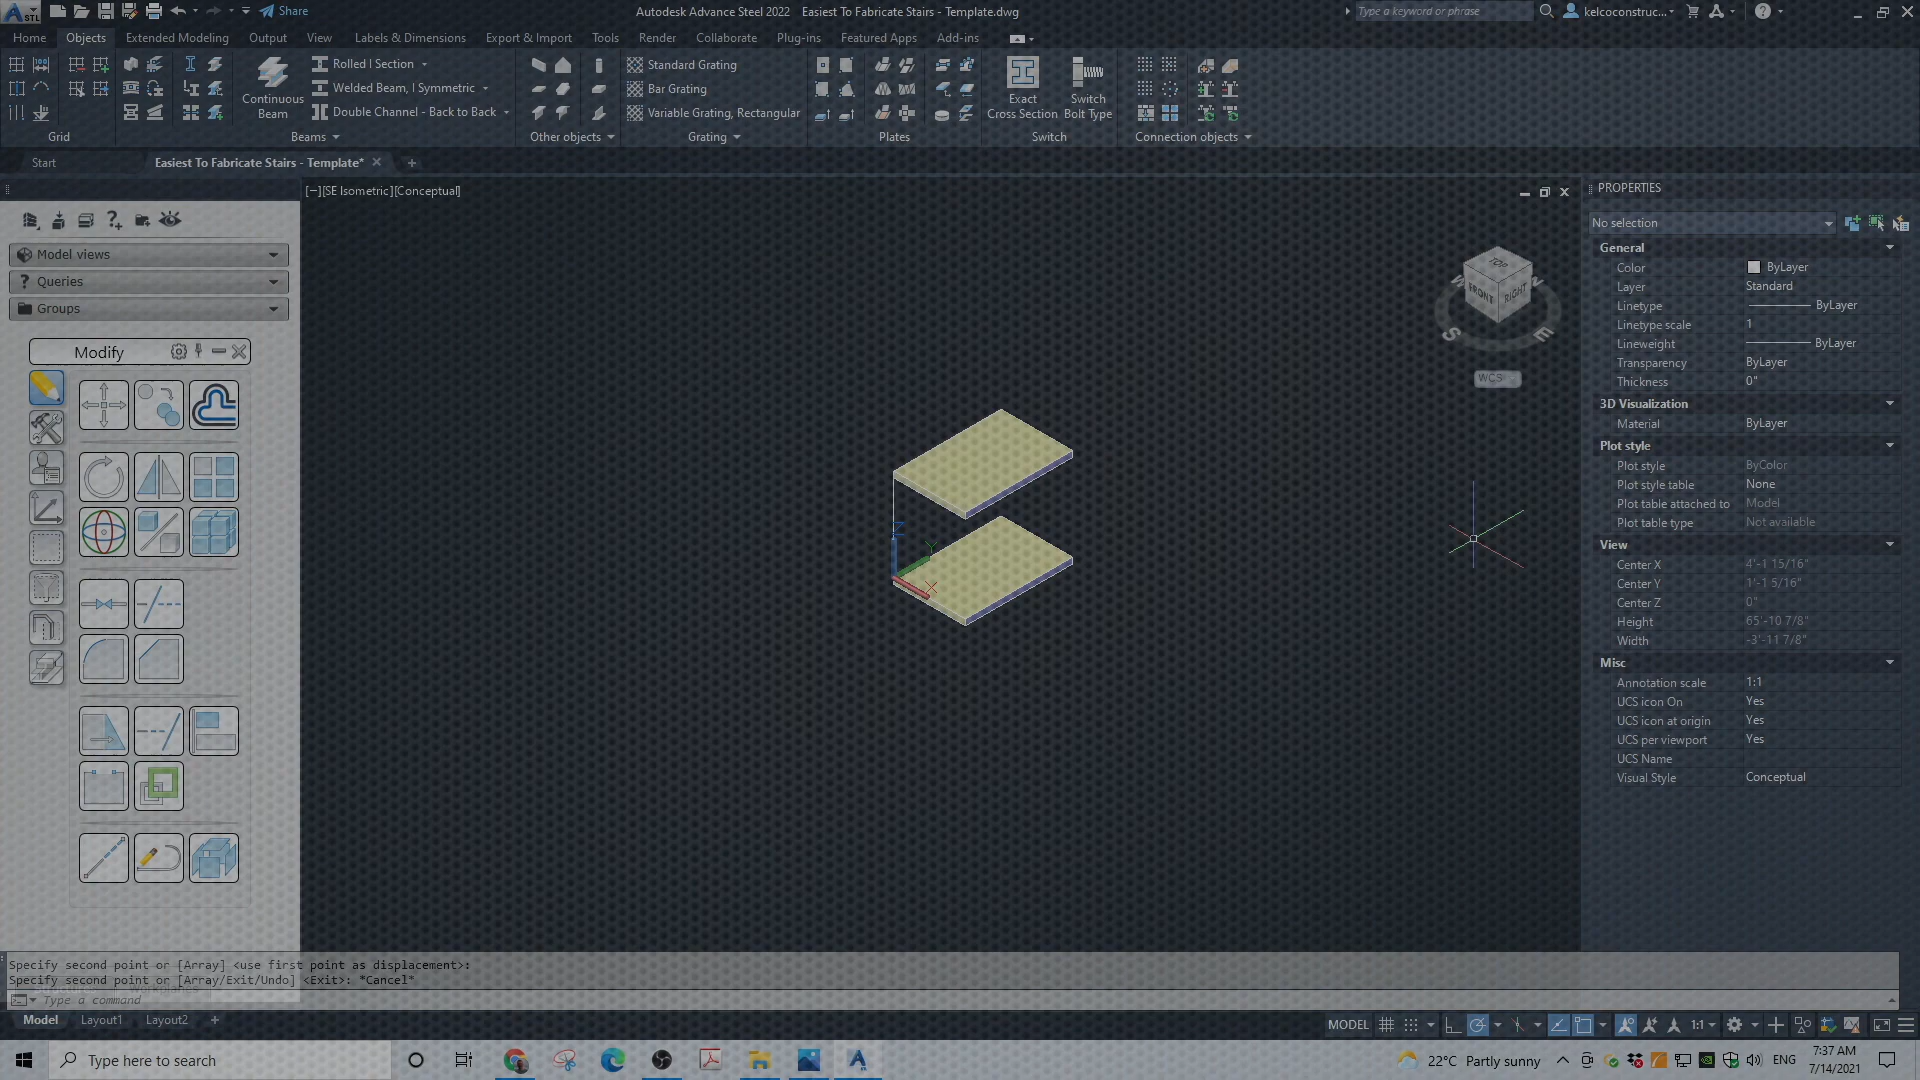 Share
Autodesk Advance Steel 2022 Easiest To Fabricate Stairs - Template.dwg
Type a keyword or phrase
kelcoconstruc...
STL
Home Objects Extended Modeling Output View Labels & Dimensions Export & Import Tools Render Collaborate Plug-ins Featured Apps Add-ins
Rolled I Section
Welded Beam, I Symmetric
Double Channel - Back to Back
Continuous
Beam
Standard Grating
Bar Grating
Variable Grating, Rectangular
Exact
Cross Section
Switch
Bolt Type
Grid Beams Other objects Grating Plates Switch Connection objects
Start Easiest To Fabricate Stairs - Template*
[−][SE Isometric][Conceptual]
Model views
Queries
Groups
Modify
TOP
FRONT
RIGHT
W
N
S
E
WCS
Z
Y
X
PROPERTIES
No selection
General
Color ByLayer
Layer Standard
Linetype ByLayer
Linetype scale 1
Lineweight ByLayer
Transparency ByLayer
Thickness 0"
3D Visualization
Material ByLayer
Plot style
Plot style ByColor
Plot style table None
Plot table attached to Model
Plot table type Not available
View
Center X 4'-1 15/16"
Center Y 1'-1 5/16"
Center Z 0"
Height 65'-10 7/8"
Width -3'-11 7/8"
Misc
Annotation scale 1:1
UCS icon On Yes
UCS icon at origin Yes
UCS per viewport Yes
UCS Name
Visual Style Conceptual
Specify second point or [Array] <use first point as displacement>:
Specify second point or [Array/Exit/Undo] <Exit>: *Cancel*
Structures Workplanes
Type a command
Model Layout1 Layout2 +
MODEL
1:1
Type here to search
22°C Partly sunny
ENG
7:37 AM
7/14/2021